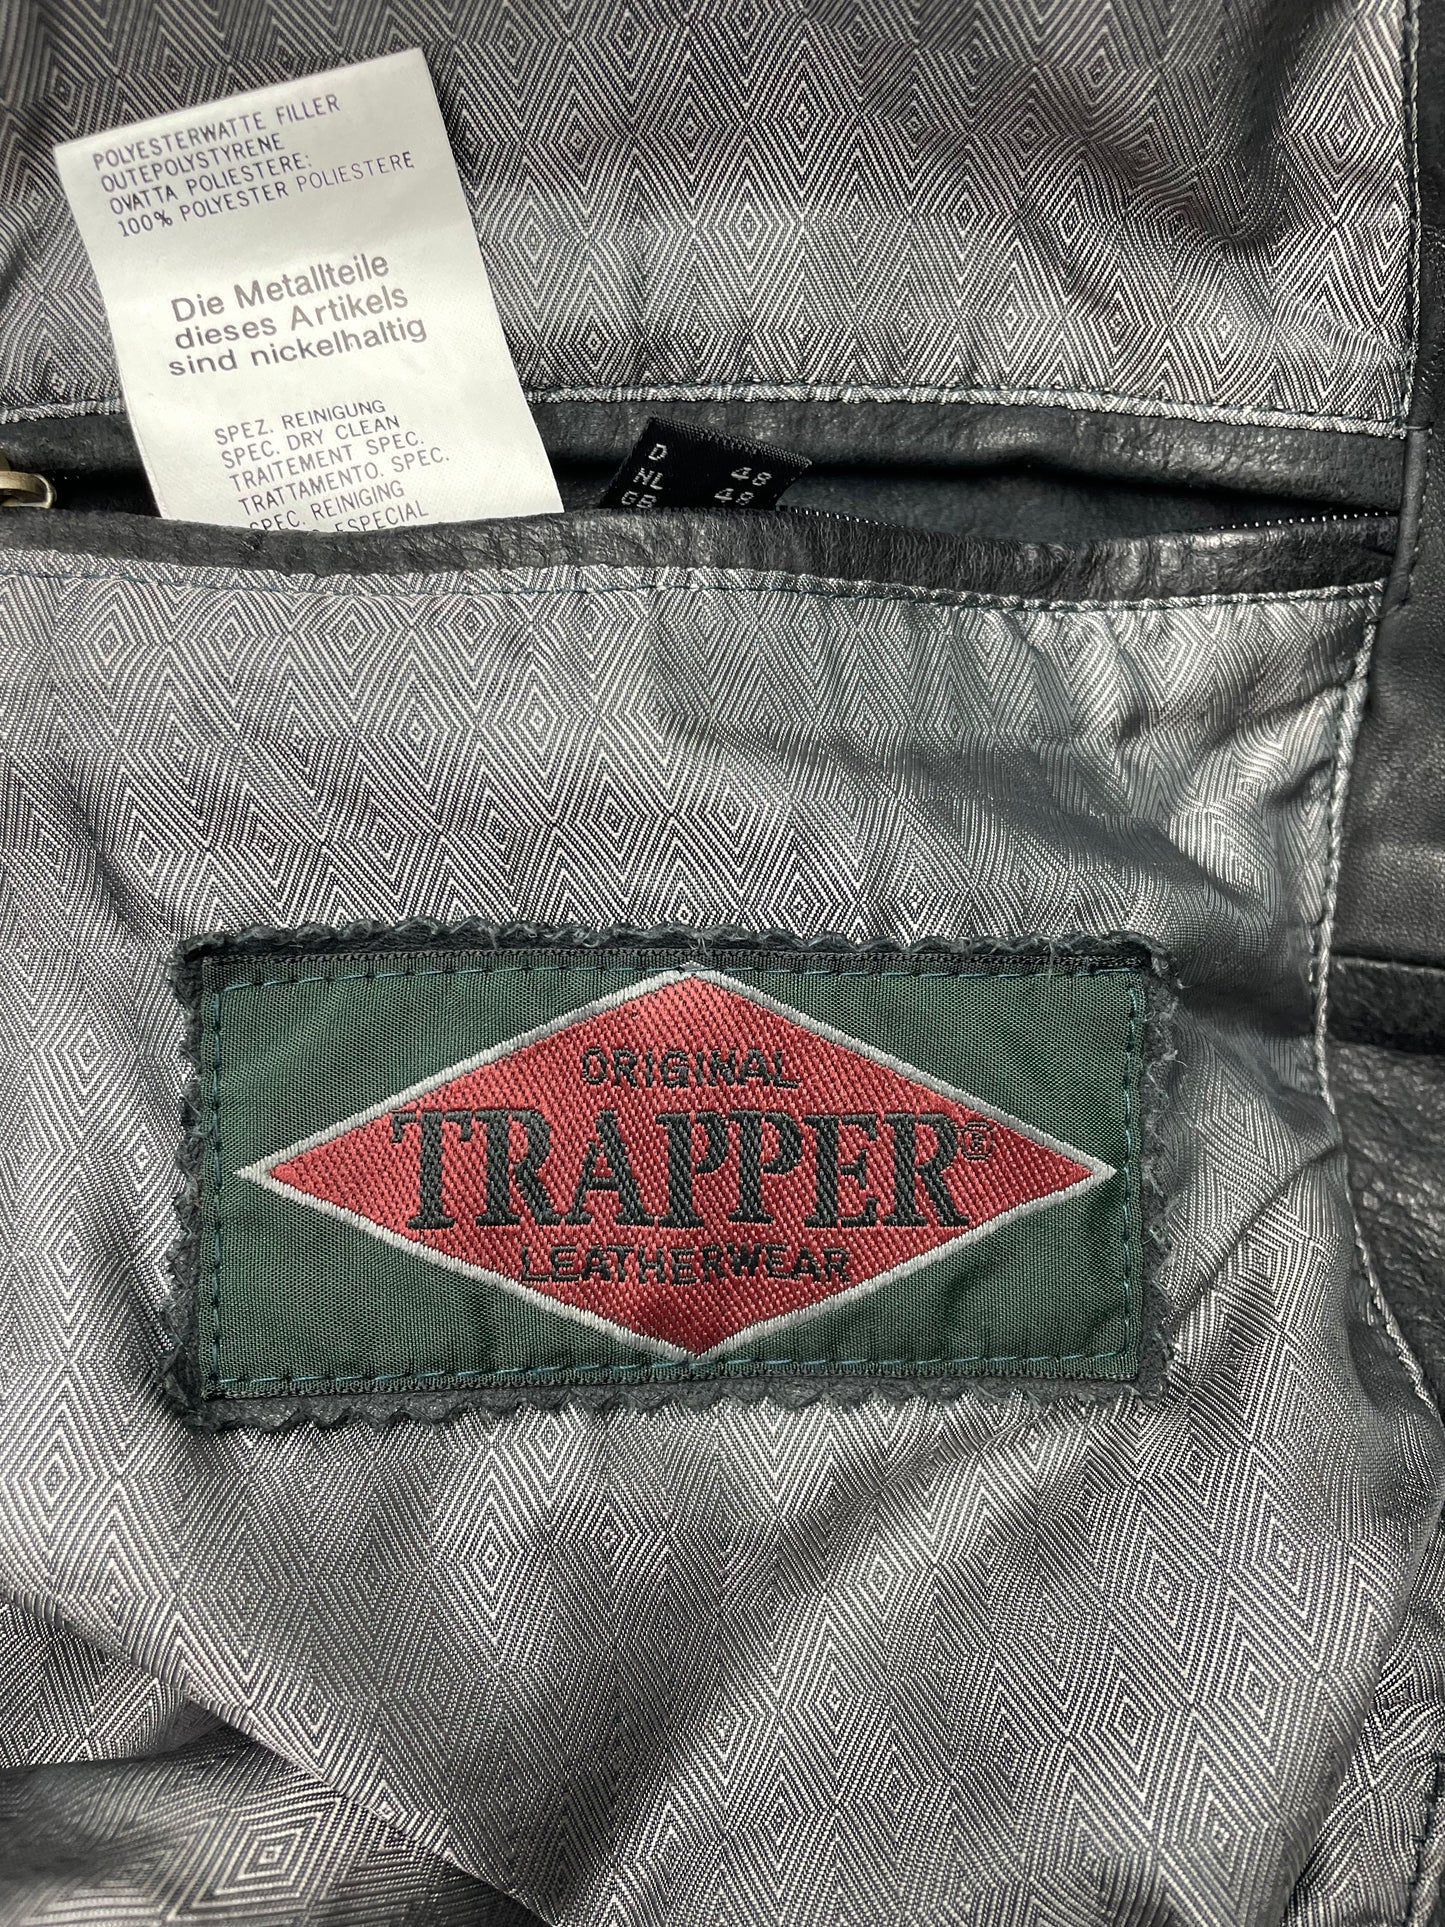 POLYESTERWATTE FILLER
OUTEPOLYSTYRENE
OVATTA POLIESTERE:
100% POLYESTER POLIESTERE
Die Metallteile
dieses Artikels
sind nickelhaltig
SPEZ. REINIGUNG
SPEC. DRY CLEAN
TRAITEMENT SPEC.
TRATTAMENTO. SPEC.
SPEC. REINIGING
ESPECIAL
D 48
NL 48
GB
ORIGINAL
TRAPPER®
LEATHERWEAR